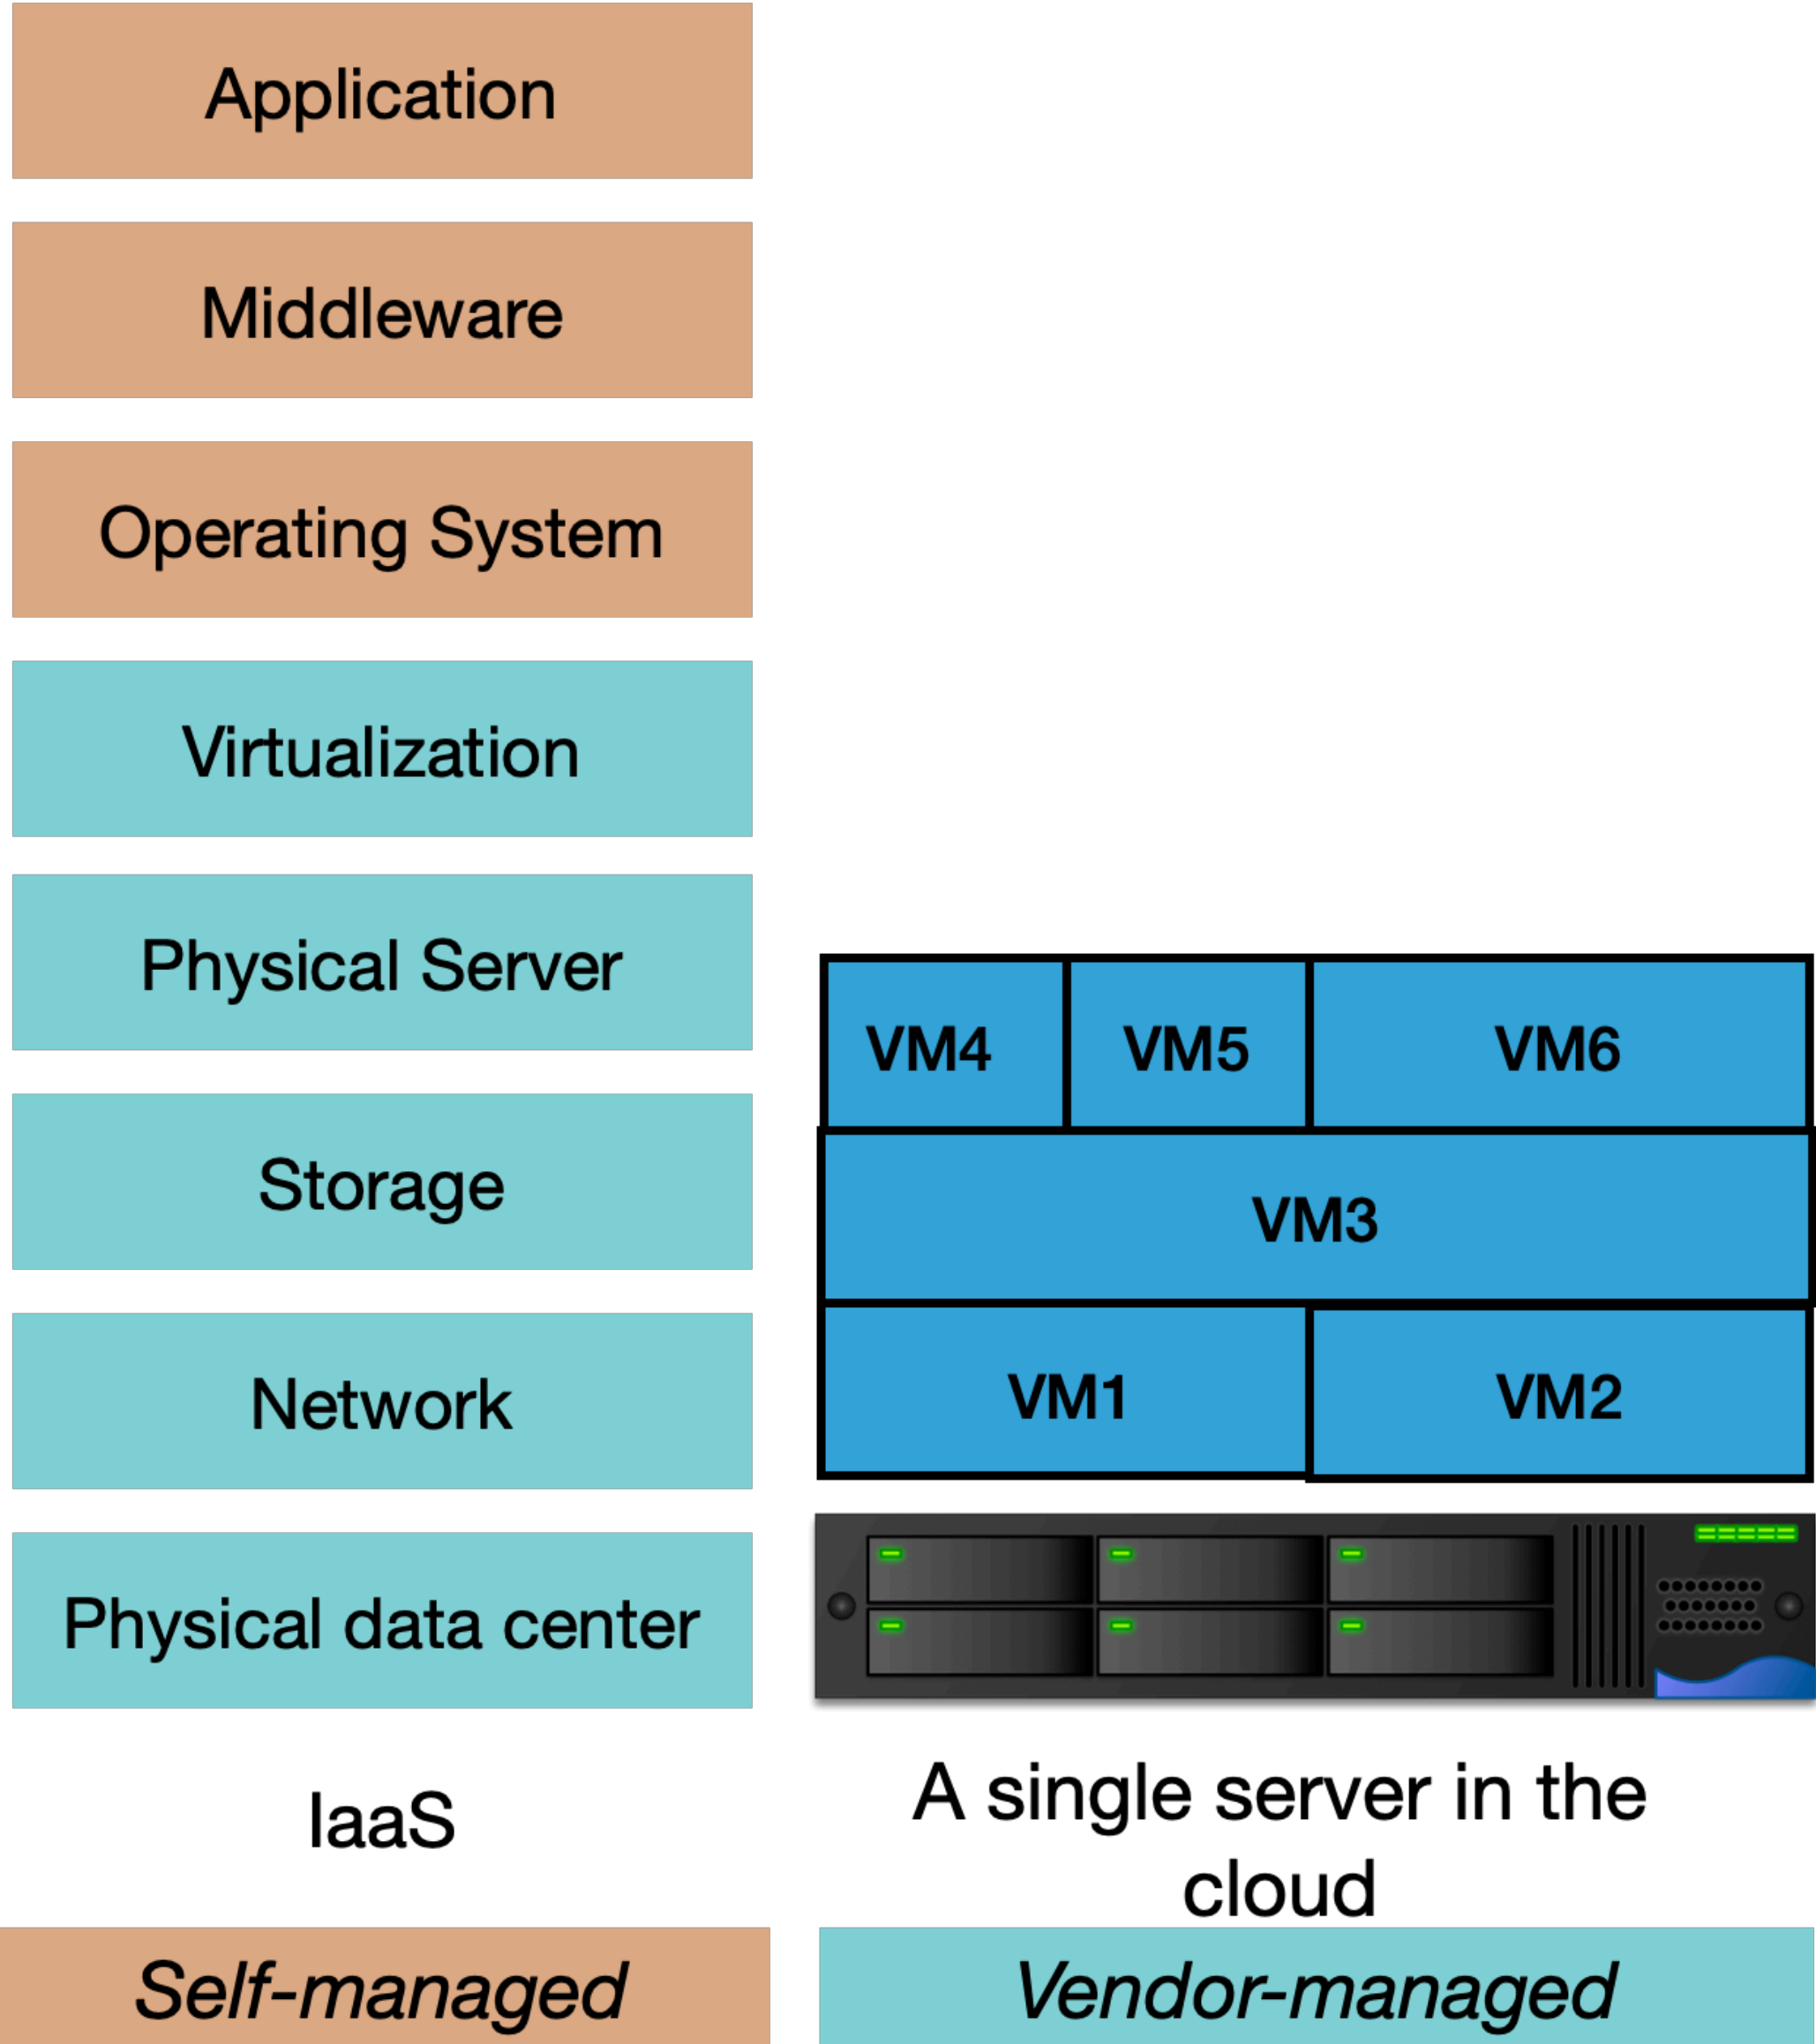 Application
Middleware
Operating System
Virtualization
Physical Server
Storage
Network
Physical data center
IaaS
VM4 VM5 VM6
VM3
VM1 VM2
A single server in the
cloud
Self-managed
Vendor-managed